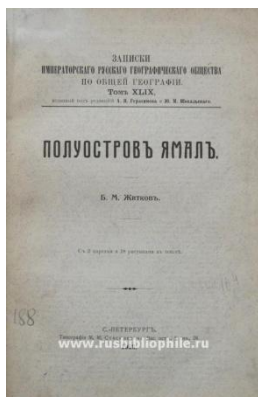 ЗАПИСКИ
ИМПЕРАТОРСКАГО РУССКАГО ГЕОГРАФИЧЕСКАГО ОБЩЕСТВА
ПО ОБЩЕЙ ГЕОГРАФІИ.
Томъ XLIX.
ПОЛУОСТРОВЪ ЯМАЛЪ.
Б. М. Житковъ.
188
С.-ПЕТЕРБУРГЪ.
www.rusbibliophile.ru